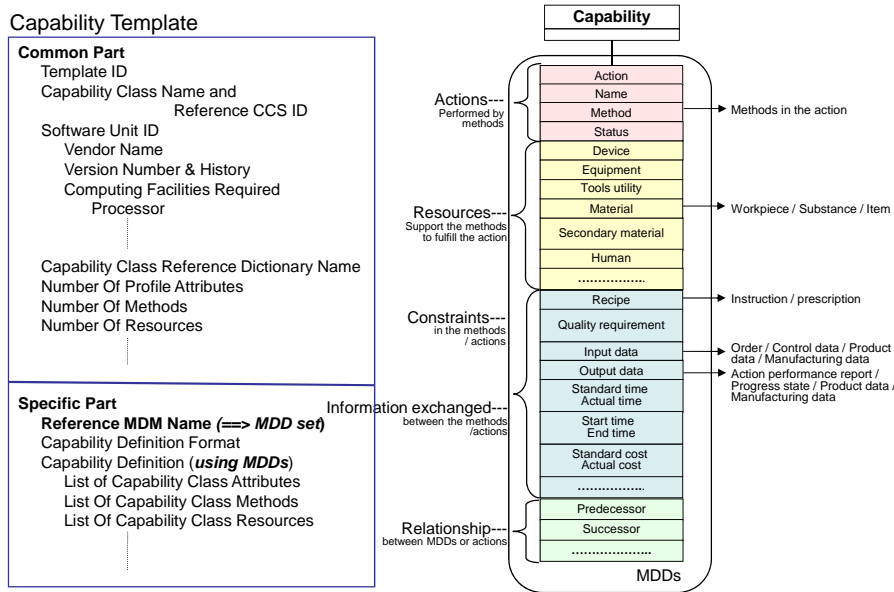 Capability Template
Common Part
Template ID
Capability Class Name and
Reference CCS ID
Software Unit ID
Vendor Name
Version Number & History
Computing Facilities Required
Processor
Capability Class Reference Dictionary Name
Number Of Profile Attributes
Number Of Methods
Number Of Resources
Specific Part
Reference MDM Name (==> MDD set)
Capability Definition Format
Capability Definition (using MDDs)
List of Capability Class Attributes
List Of Capability Class Methods
List Of Capability Class Resources
Capability
Actions---
Performed by
methods
Resources---
Support the methods
to fulfill the action
Constraints---
in the methods
/ actions
Information exchanged---
between the methods
/actions
Relationship---
between MDDs or actions
Action
Name
Method
Status
Device
Equipment
Tools utility
Material
Secondary material
Human
……………..
Recipe
Quality requirement
Input data
Output data
Standard time
Actual time
Start time
End time
Standard cost
Actual cost
……………..
Predecessor
Successor
………………..
MDDs
Methods in the action
Workpiece / Substance / Item
Instruction / prescription
Order / Control data / Product
data / Manufacturing data
Action performance report /
Progress state / Product data /
Manufacturing data